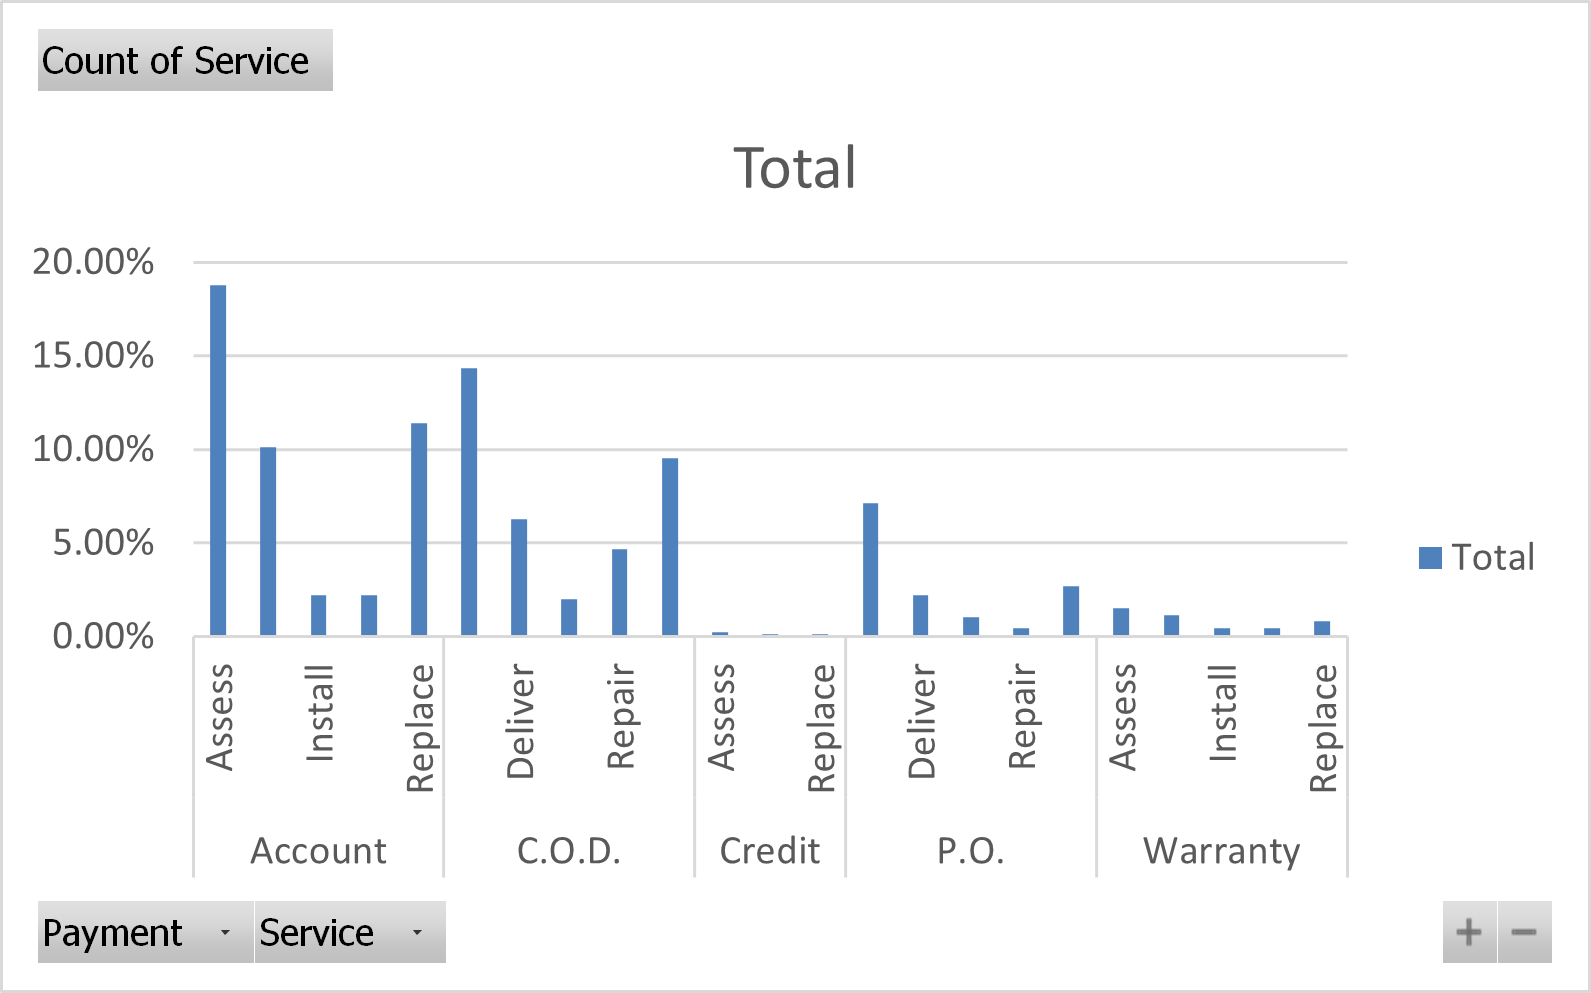 Count of Service
Total
20.00%
15.00%
10.00%
5.00%
0.00%
Total
Assess
Install
Replace
Deliver
Repair
Assess
Replace
Deliver
Repair
Assess
Install
Replace
Account
C.O.D.
Credit
P.O.
Warranty
Payment
Service